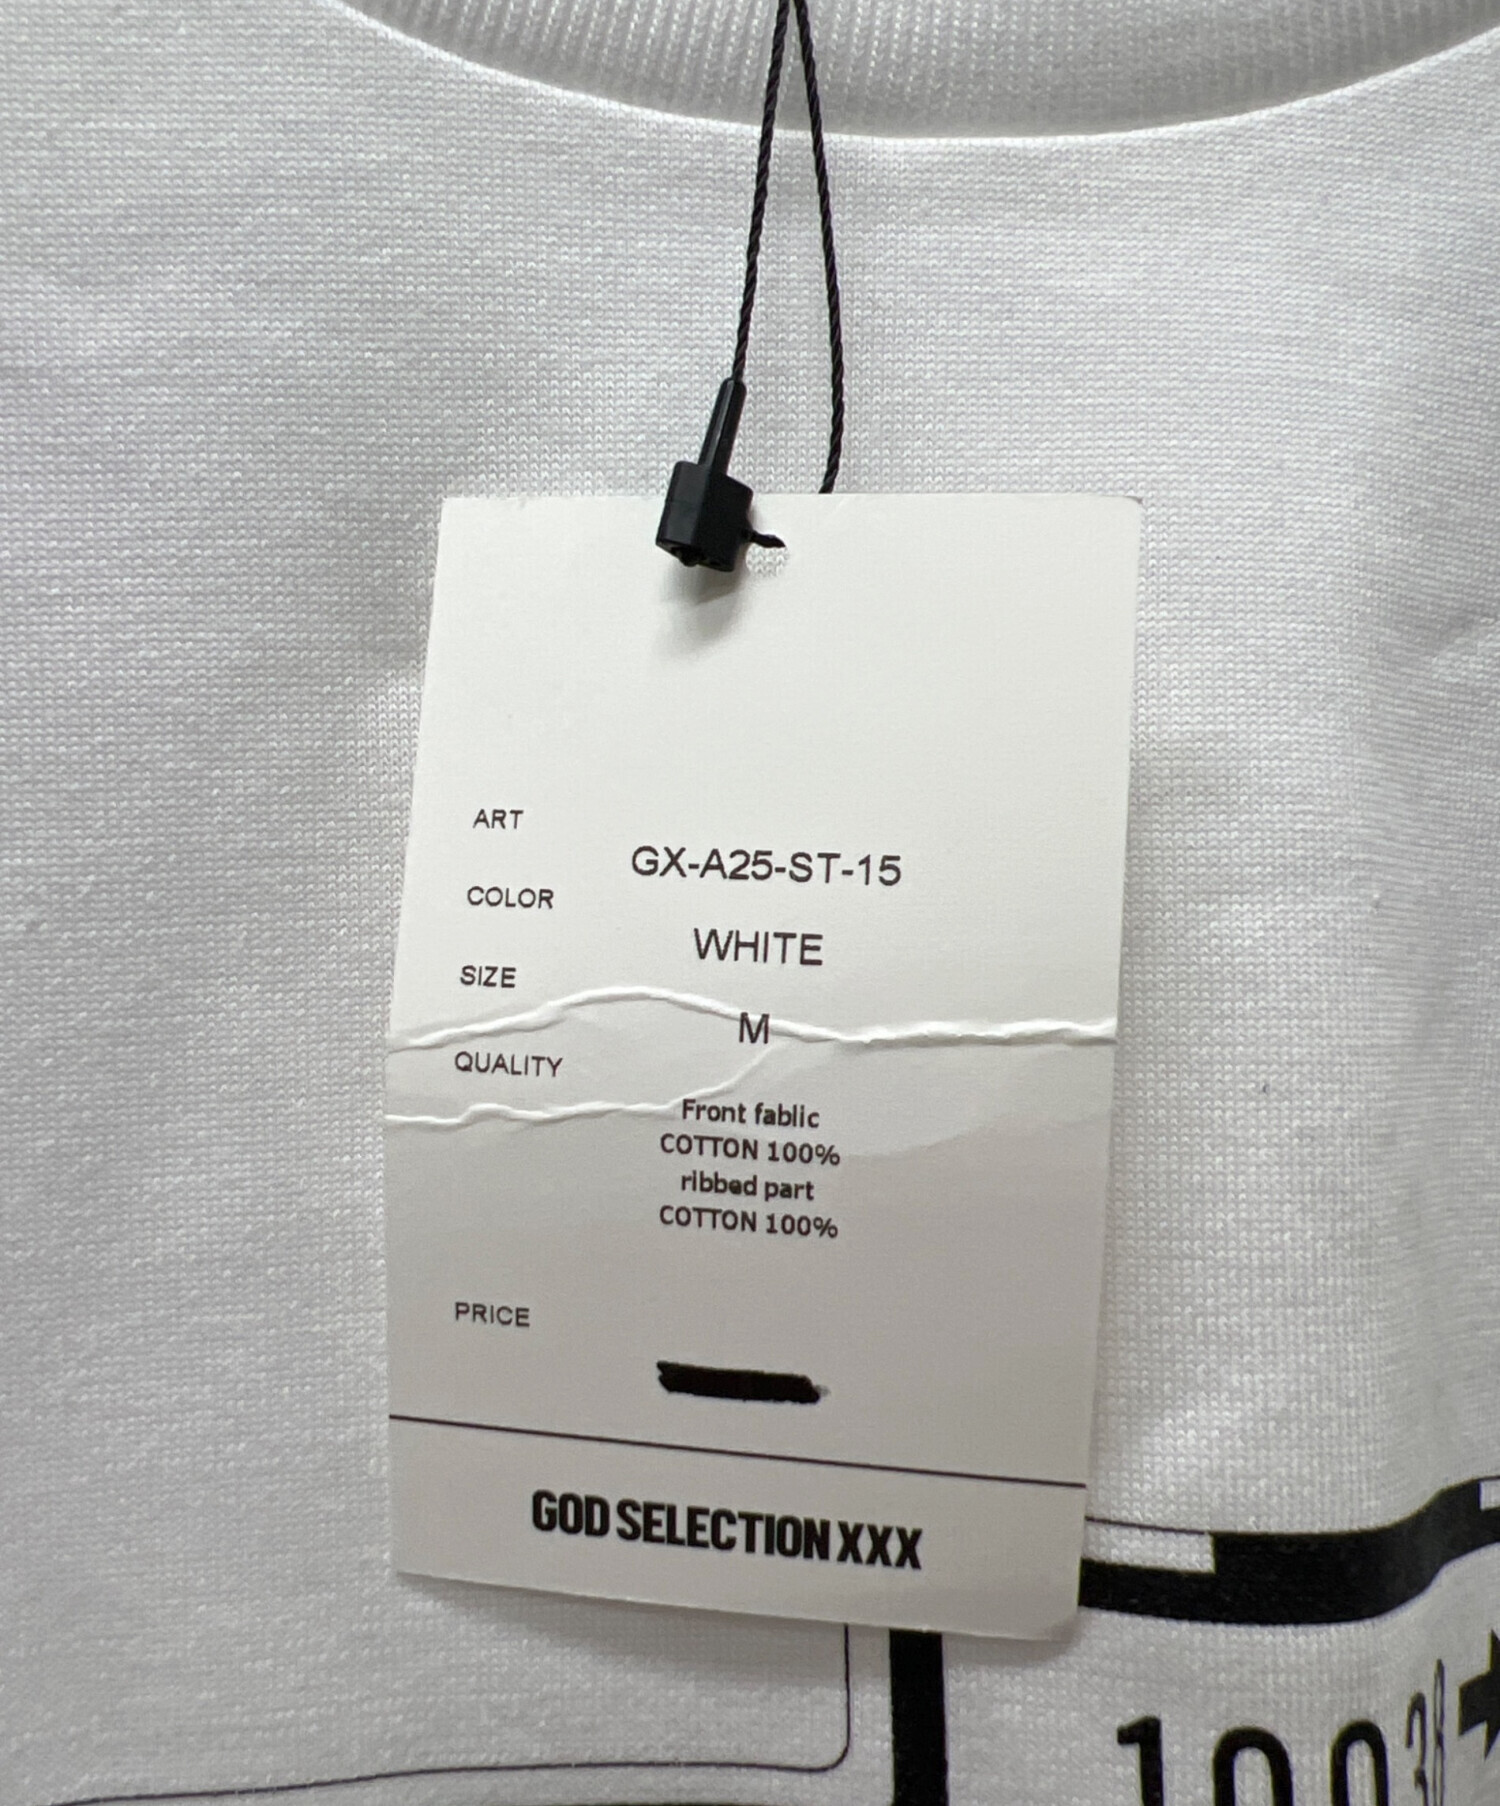 ART
GX-A25-ST-15
COLOR
WHITE
SIZE
M
QUALITY
Front fablic
COTTON 100%
ribbed part
COTTON 100%
PRICE
GOD SELECTION XXX
38